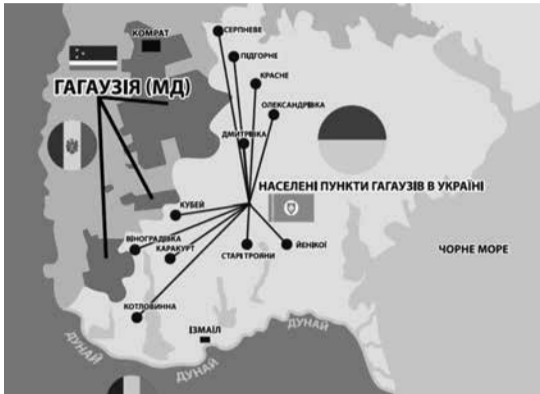 СЕРПНЕВЕ
КОМРАТ
ПІДГОРНЕ
КРАСНЕ
ГАГАУЗІЯ (МД)
ОЛЕКСАНДРІВКА
ДМИТРІВКА
НАСЕЛЕНІ ПУНКТИ ГАГАУЗІВ В УКРАЇНІ
КУБЕЙ
ВІНОГРАДІВКА
ЙЕНІКОЇ
ЧОРНЕ МОРЕ
КАРАКУРТ
СТАРІ ТРОЯНИ
КОТЛОВИННА
ІЗМАЇЛ
ДУНАЙ
ДУНАЙ
ДУНАЙ